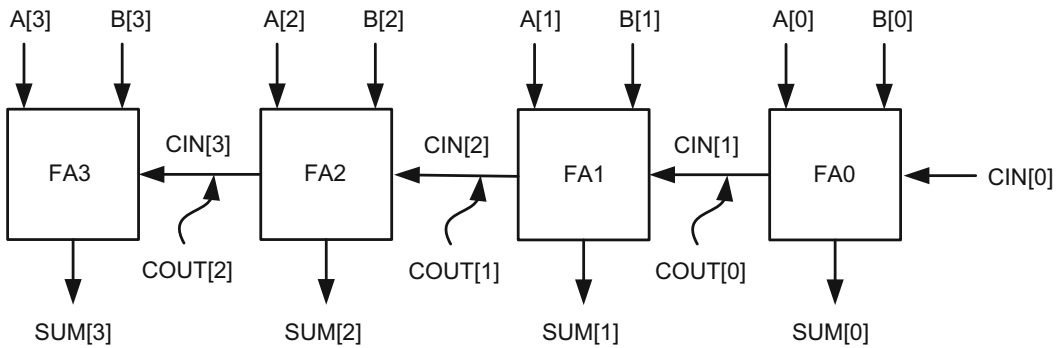 A[3] B[3] A[2] B[2] A[1] B[1] A[0] B[0]
CIN[3] CIN[2] CIN[1]
FA3 FA2 FA1 FA0 CIN[0]
COUT[2] COUT[1] COUT[0]
SUM[3] SUM[2] SUM[1] SUM[0]